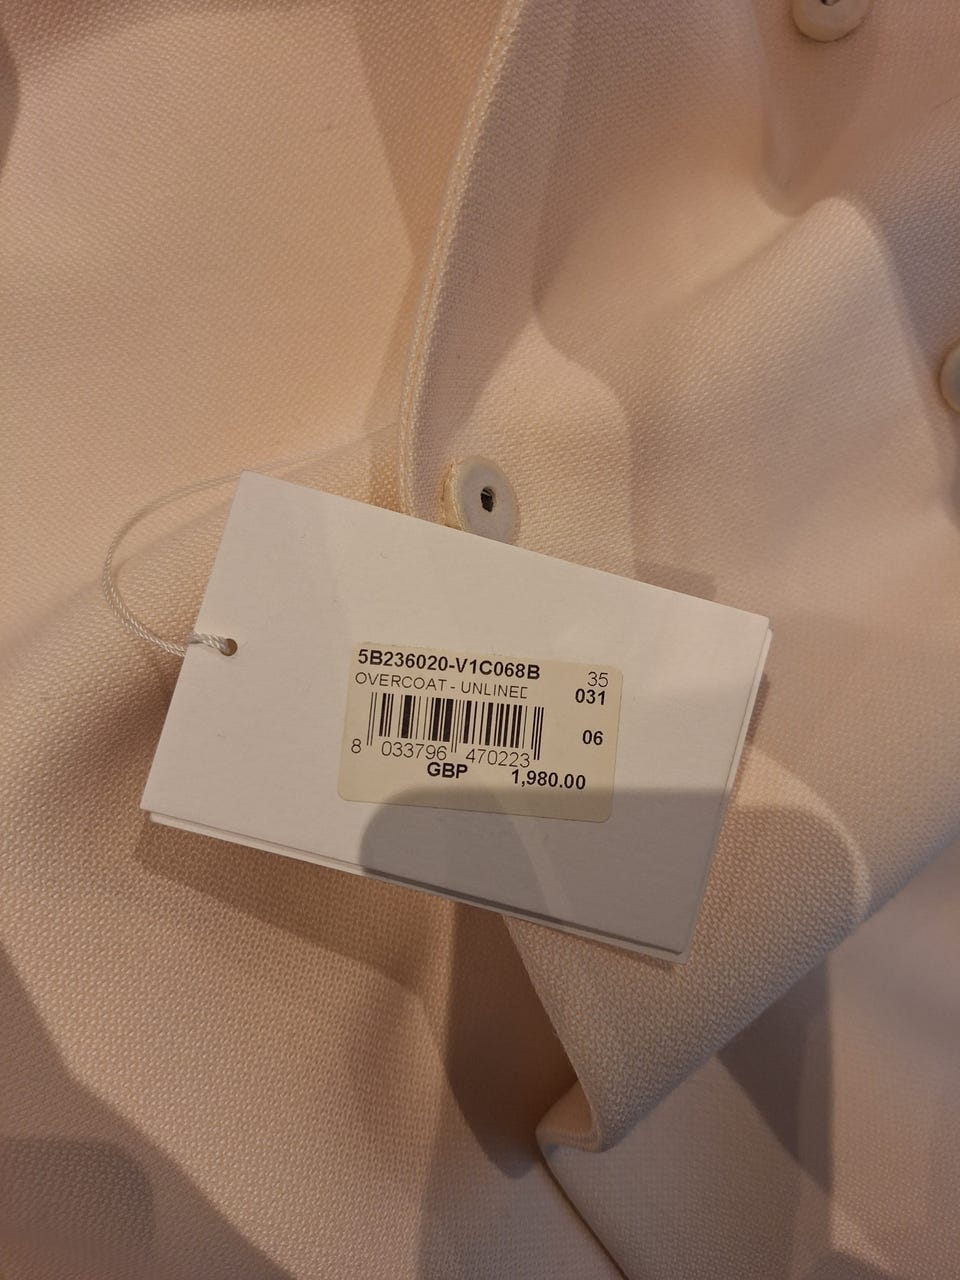 5B236020-V1C068B 35
OVERCOAT - UNLINED 031
06
8 033796 470223
GBP 1,980.00